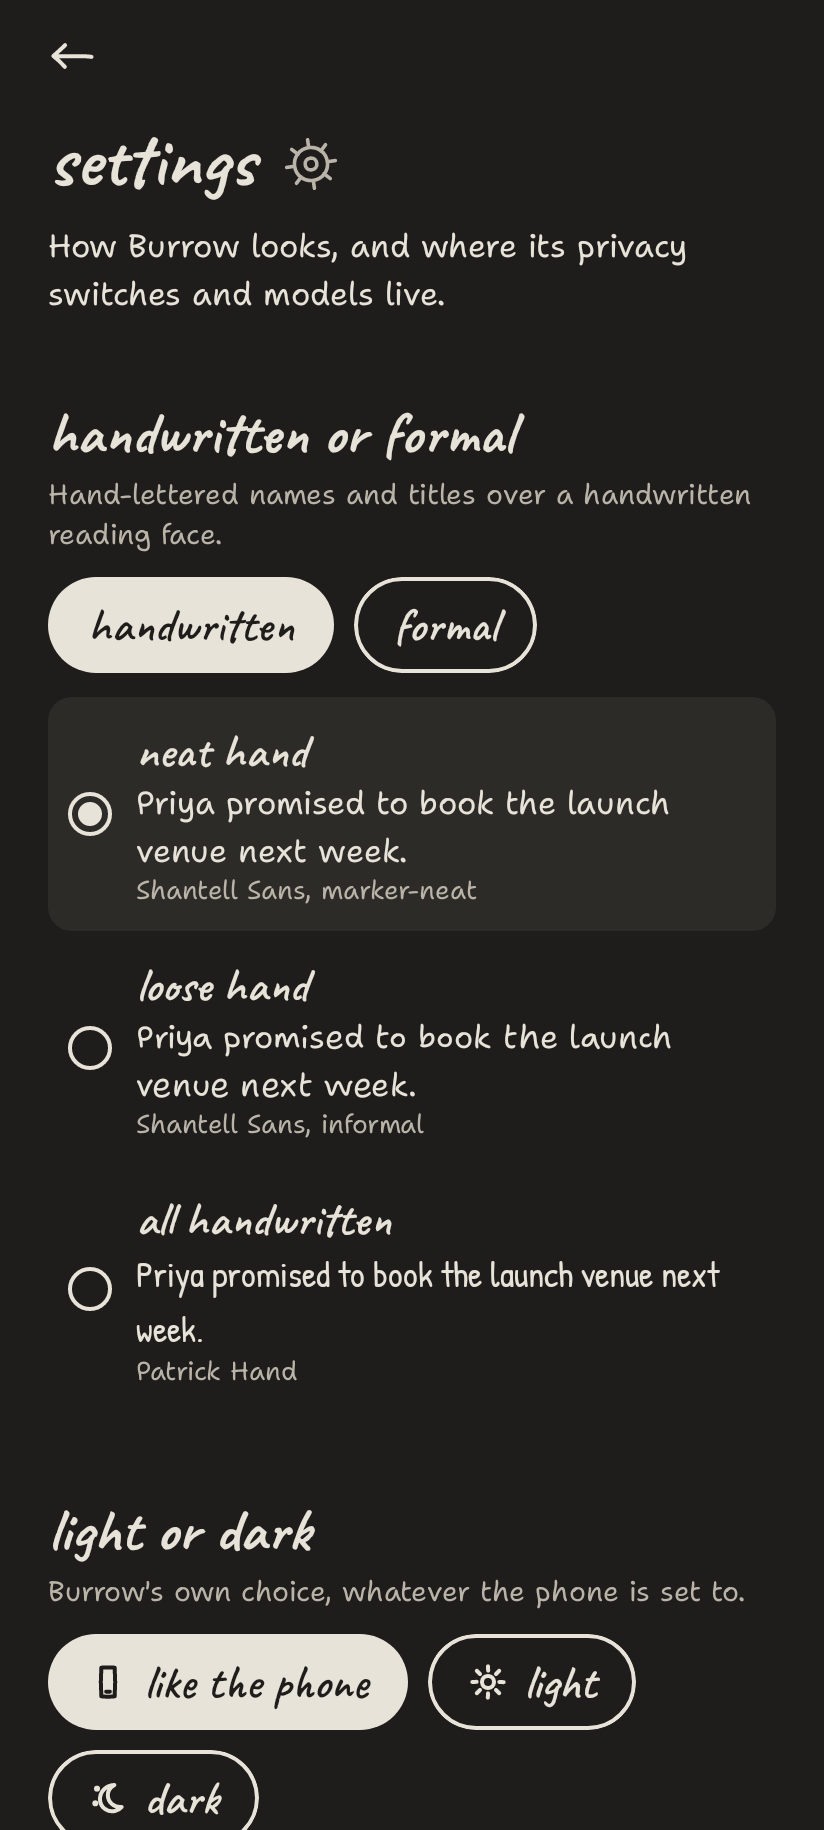 settings
How Burrow looks, and where its privacy
switches and models live.
handwritten or formal
Hand-lettered names and titles over a handwritten
reading face.
handwritten
formal
neat hand
Priya promised to book the launch
venue next week.
Shantell Sans, marker-neat
loose hand
Priya promised to book the launch
venue next week.
Shantell Sans, informal
all handwritten
Priya promised to book the launch venue next
week.
Patrick Hand
light or dark
Burrow's own choice, whatever the phone is set to.
like the phone
light
dark